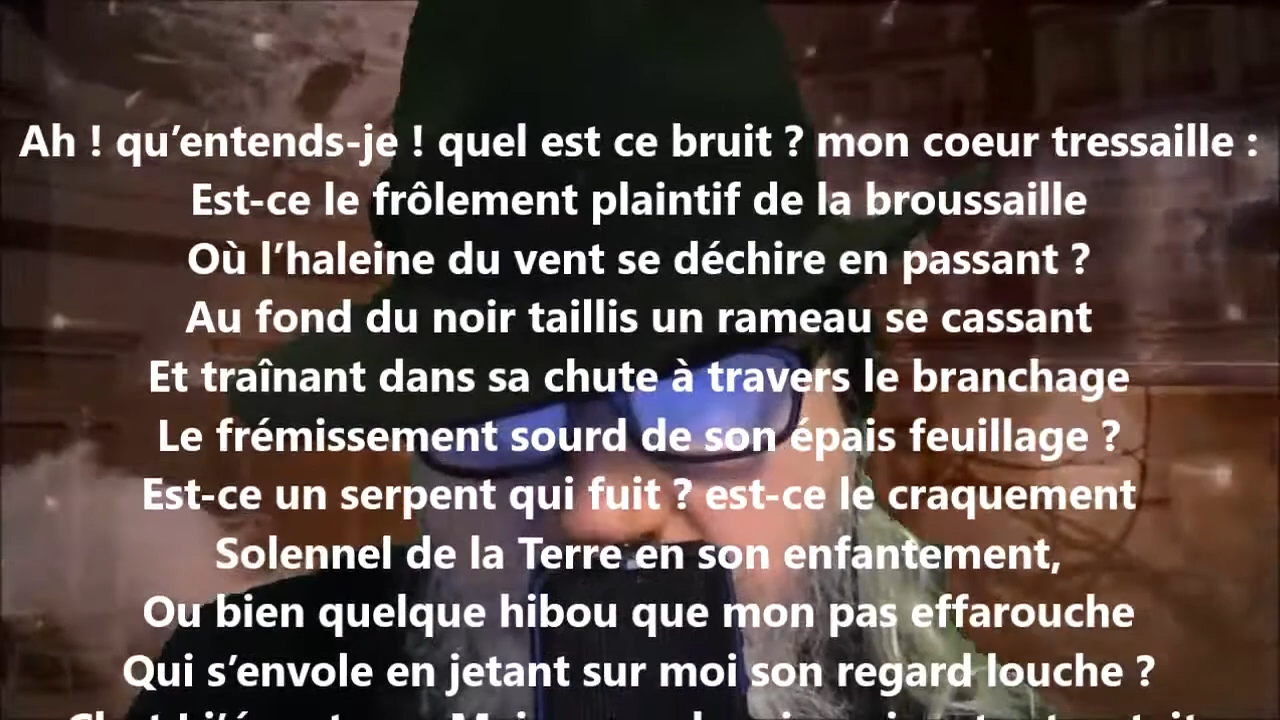 Ah ! qu’entends-je ! quel est ce bruit ? mon coeur tressaille :
Est-ce le frôlement plaintif de la broussaille
Où l’haleine du vent se déchire en passant ?
Au fond du noir taillis un rameau se cassant
Et traînant dans sa chute à travers le branchage
Le frémissement sourd de son épais feuillage ?
Est-ce un serpent qui fuit ? est-ce le craquement
Solennel de la Terre en son enfantement,
Ou bien quelque hibou que mon pas effarouche
Qui s’envole en jetant sur moi son regard louche ?